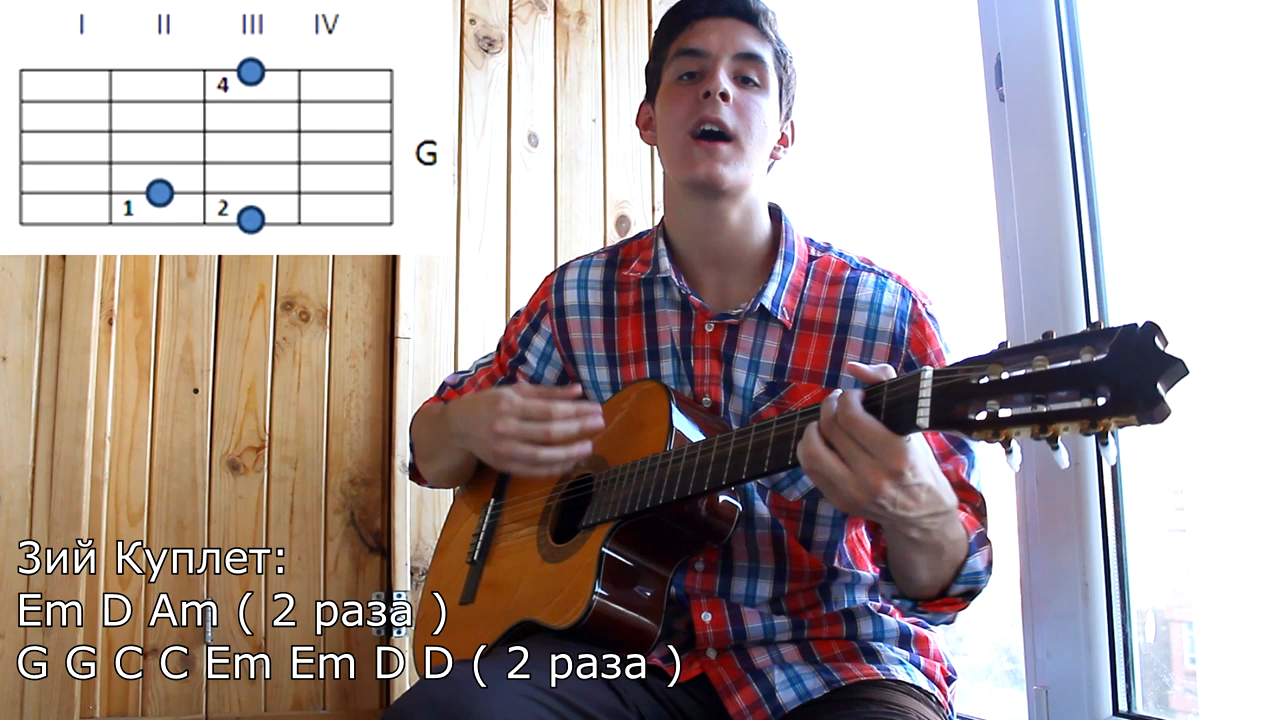 I II III IV
4
G
1 2
3ий Куплет:
Em D Am ( 2 раза )
G G C C Em Em D D ( 2 раза )